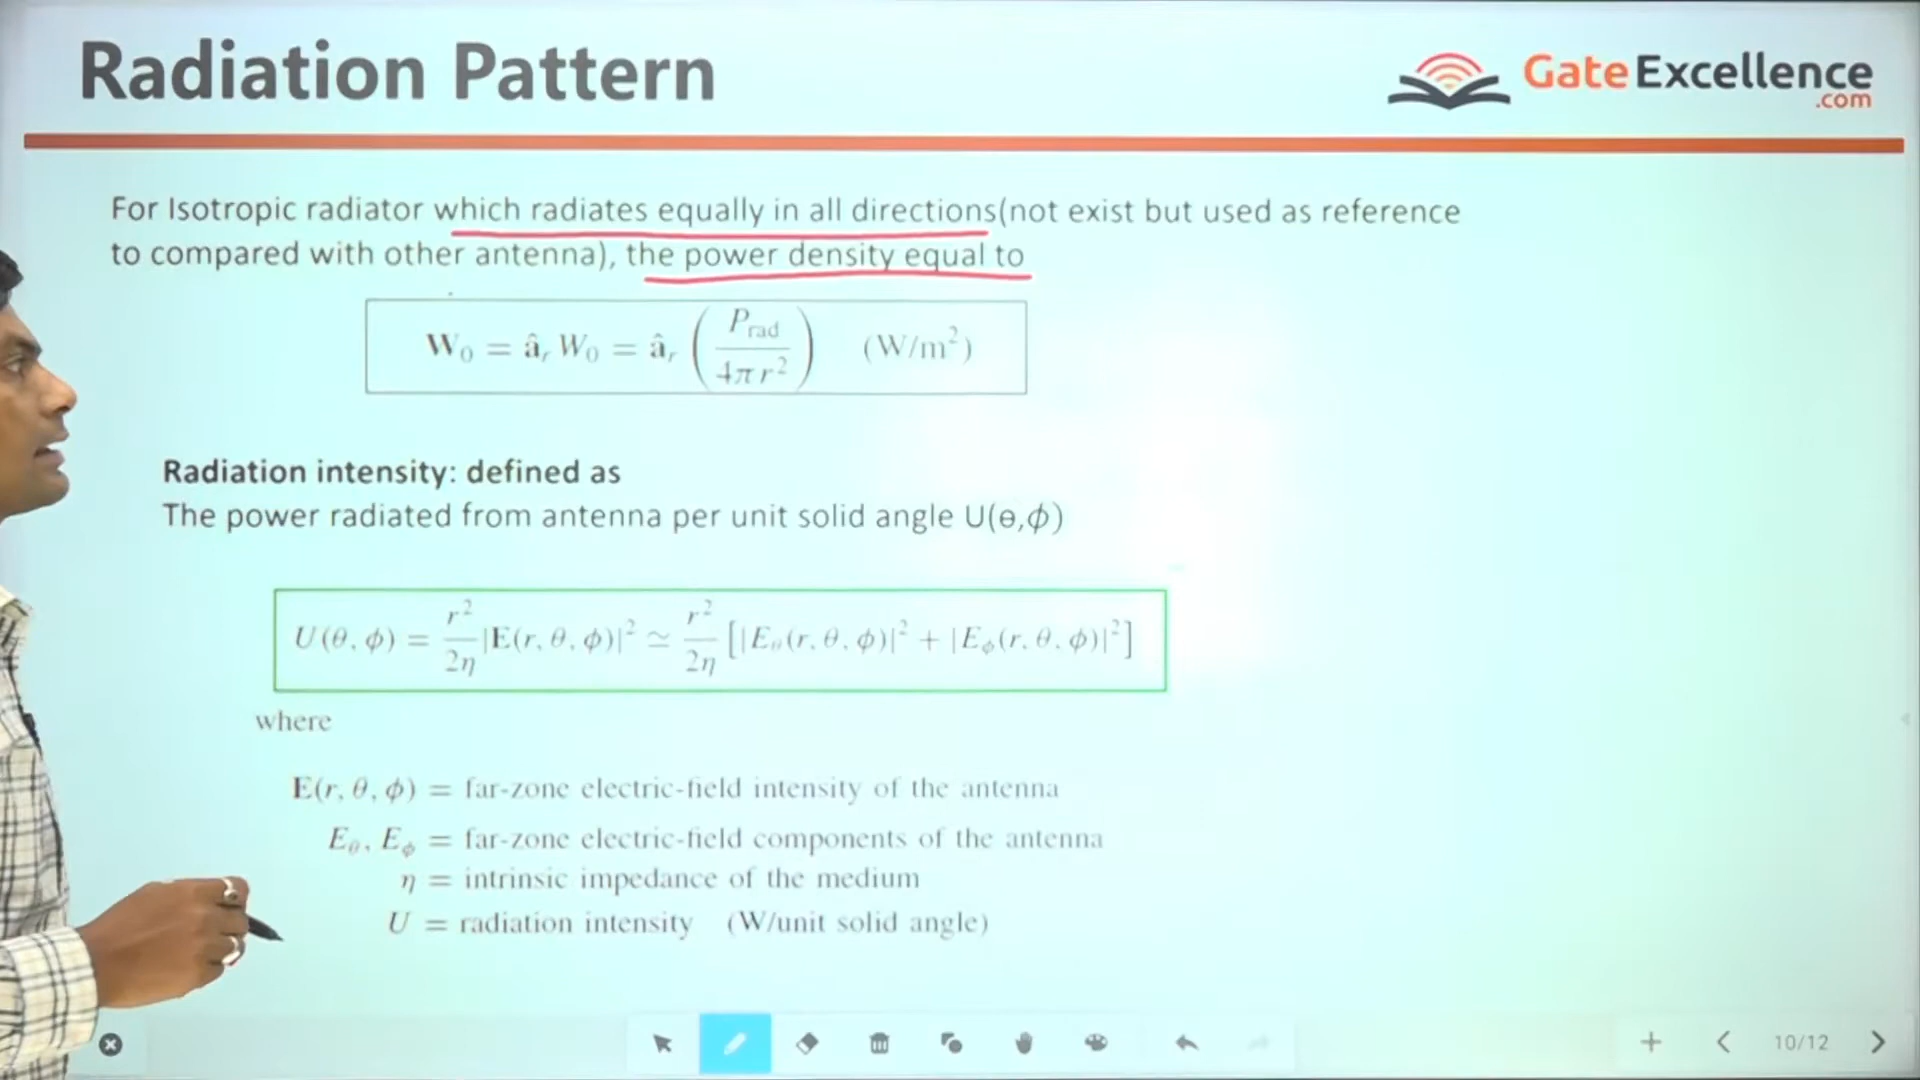 Radiation Pattern
GateExcellence
.com
For Isotropic radiator which radiates equally in all directions(not exist but used as reference
to compared with other antenna), the power density equal to
W₀ = âᵣ W₀ = âᵣ (P_rad / 4πr²) (W/m²)
Radiation intensity: defined as
The power radiated from antenna per unit solid angle U(ө,ϕ)
U(θ, ϕ) = r²/2η |E(r, θ, ϕ)|² ≃ r²/2η [|E_θ(r, θ, ϕ)|² + |E_ϕ(r, θ, ϕ)|²]
where
E(r, θ, ϕ) = far-zone electric-field intensity of the antenna
E_θ, E_ϕ = far-zone electric-field components of the antenna
η = intrinsic impedance of the medium
U = radiation intensity (W/unit solid angle)
10/12